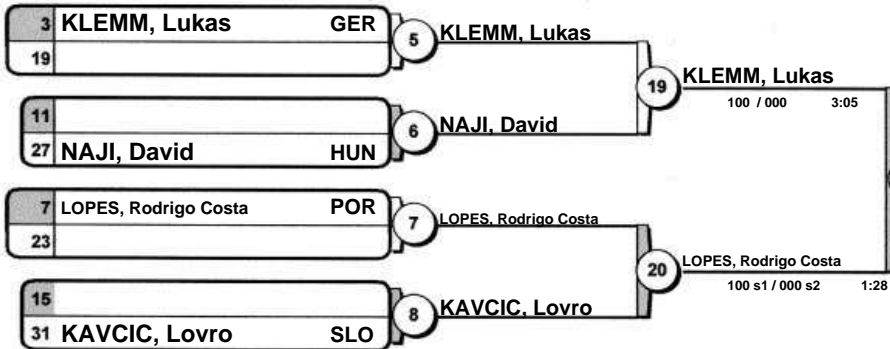 3 KLEMM, Lukas GER
19
5
KLEMM, Lukas
11
27 NAJI, David HUN
6
NAJI, David
19
KLEMM, Lukas
100 / 000 3:05
7 LOPES, Rodrigo Costa POR
23
7
LOPES, Rodrigo Costa
15
31 KAVCIC, Lovro SLO
8
KAVCIC, Lovro
20
LOPES, Rodrigo Costa
100 s1 / 000 s2 1:28